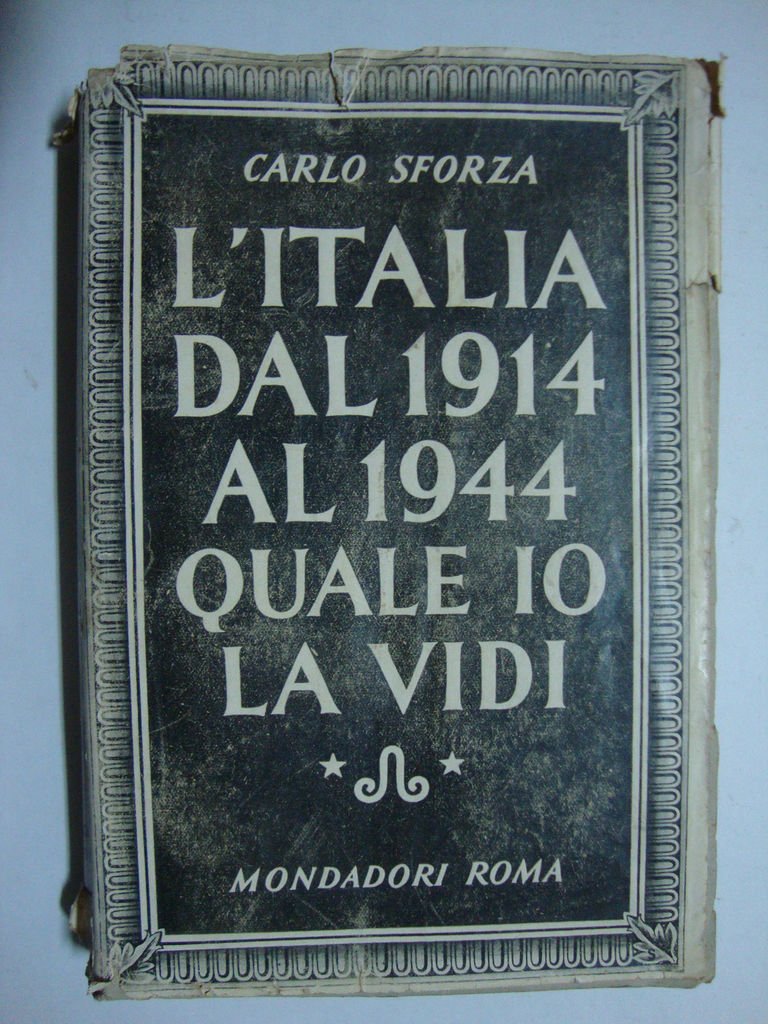 CARLO SFORZA
L'ITALIA
DAL 1914
AL 1944
QUALE IO
LA VIDI
MONDADORI ROMA